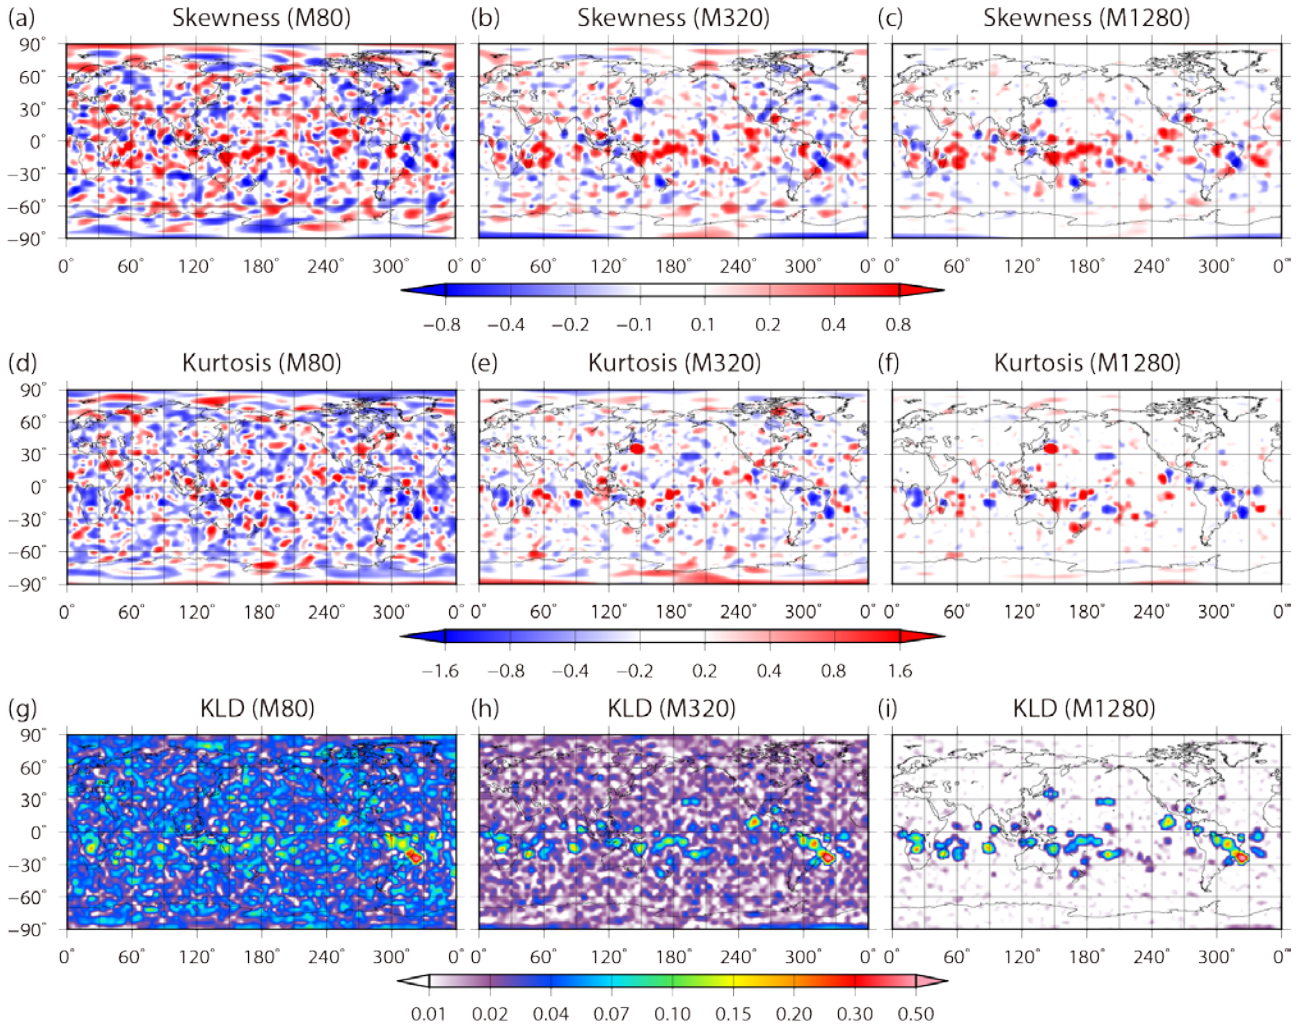 (a) Skewness (M80)
(b) Skewness (M320)
(c) Skewness (M1280)
90°
60°
30°
0°
−30°
−60°
−90°
0° 60° 120° 180° 240° 300° 0°
0° 60° 120° 180° 240° 300° 0°
0° 60° 120° 180° 240° 300° 0°
−0.8 −0.4 −0.2 −0.1 0.1 0.2 0.4 0.8
(d) Kurtosis (M80)
(e) Kurtosis (M320)
(f) Kurtosis (M1280)
90°
60°
30°
0°
−30°
−60°
−90°
0° 60° 120° 180° 240° 300° 0°
0° 60° 120° 180° 240° 300° 0°
0° 60° 120° 180° 240° 300° 0°
−1.6 −0.8 −0.4 −0.2 0.2 0.4 0.8 1.6
(g) KLD (M80)
(h) KLD (M320)
(i) KLD (M1280)
90°
60°
30°
0°
−30°
−60°
−90°
0° 60° 120° 180° 240° 300° 0°
0° 60° 120° 180° 240° 300° 0°
0° 60° 120° 180° 240° 300° 0°
0.01 0.02 0.04 0.07 0.10 0.15 0.20 0.30 0.50